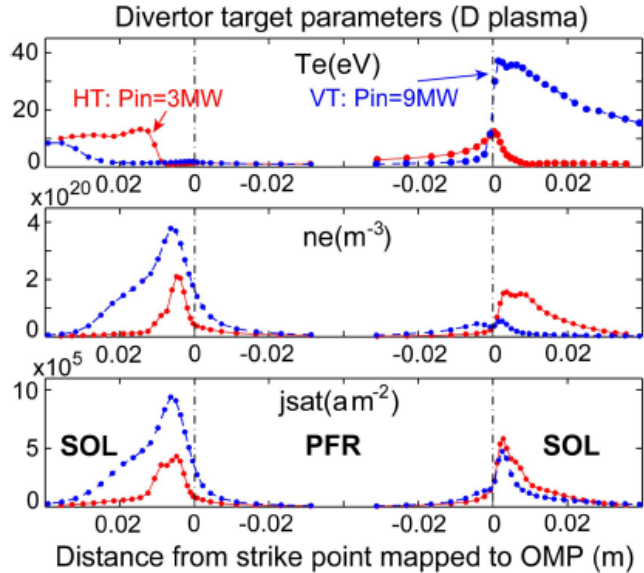 Divertor target parameters (D plasma)
40
20
0
Te(eV)
HT: Pin=3MW
VT: Pin=9MW
0.02 0 -0.02 -0.02 0 0.02
x10^20
4
2
0
ne(m^-3)
0.02 0 -0.02 -0.02 0 0.02
x10^5
10
5
0
jsat(a m^-2)
SOL PFR SOL
0.02 0 -0.02 -0.02 0 0.02
Distance from strike point mapped to OMP (m)